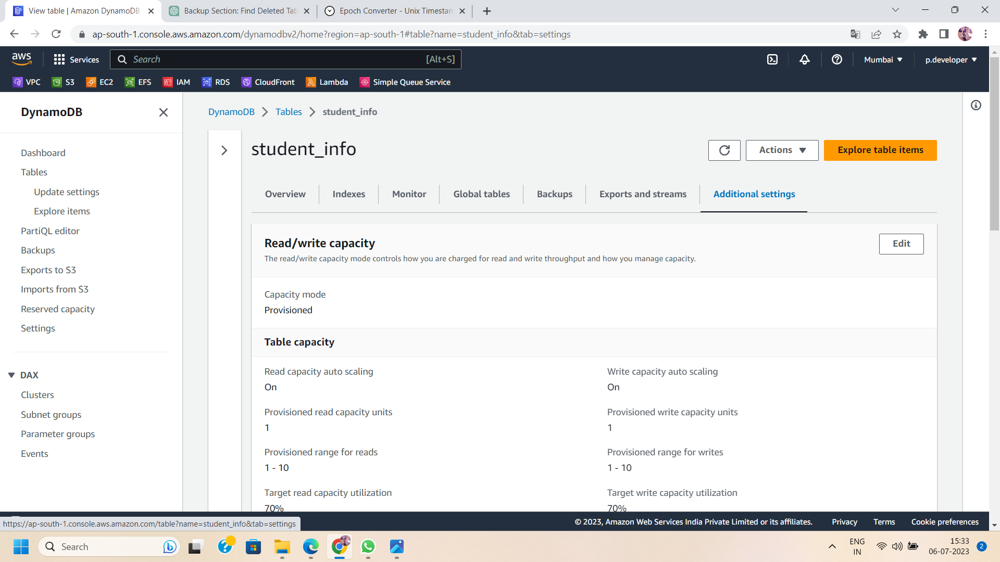 View table | Amazon DynamoDB
Backup Section: Find Deleted Tab
Epoch Converter - Unix Timestam
ap-south-1.console.aws.amazon.com/dynamodbv2/home?region=ap-south-1#table?name=student_info&tab=settings
aws
Services
Search
[Alt+S]
Mumbai
p.developer
VPC
S3
EC2
EFS
IAM
RDS
CloudFront
Lambda
Simple Queue Service
DynamoDB
Dashboard
Tables
Update settings
Explore items
PartiQL editor
Backups
Exports to S3
Imports from S3
Reserved capacity
Settings
DAX
Clusters
Subnet groups
Parameter groups
Events
DynamoDB
Tables
student_info
student_info
Actions
Explore table items
Overview
Indexes
Monitor
Global tables
Backups
Exports and streams
Additional settings
Read/write capacity
Edit
The read/write capacity mode controls how you are charged for read and write throughput and how you manage capacity.
Capacity mode
Provisioned
Table capacity
Read capacity auto scaling
On
Write capacity auto scaling
On
Provisioned read capacity units
1
Provisioned write capacity units
1
Provisioned range for reads
1 - 10
Provisioned range for writes
1 - 10
Target read capacity utilization
70%
Target write capacity utilization
70%
https://ap-south-1.console.aws.amazon.com/table?name=student_info&tab=settings
© 2023, Amazon Web Services India Private Limited or its affiliates.
Privacy
Terms
Cookie preferences
Search
ENG
IN
15:33
06-07-2023
2